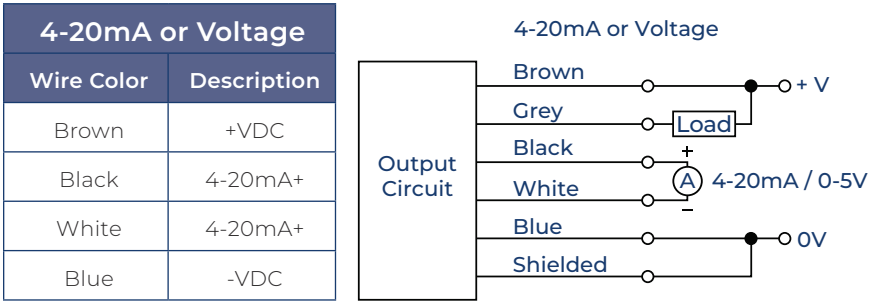 4-20mA or Voltage
Wire Color Description
Brown +VDC
Black 4-20mA+
White 4-20mA+
Blue -VDC
4-20mA or Voltage
Output
Circuit
Brown
+ V
Grey
Load
Black
+
A
4-20mA / 0-5V
White
−
Blue
0V
Shielded